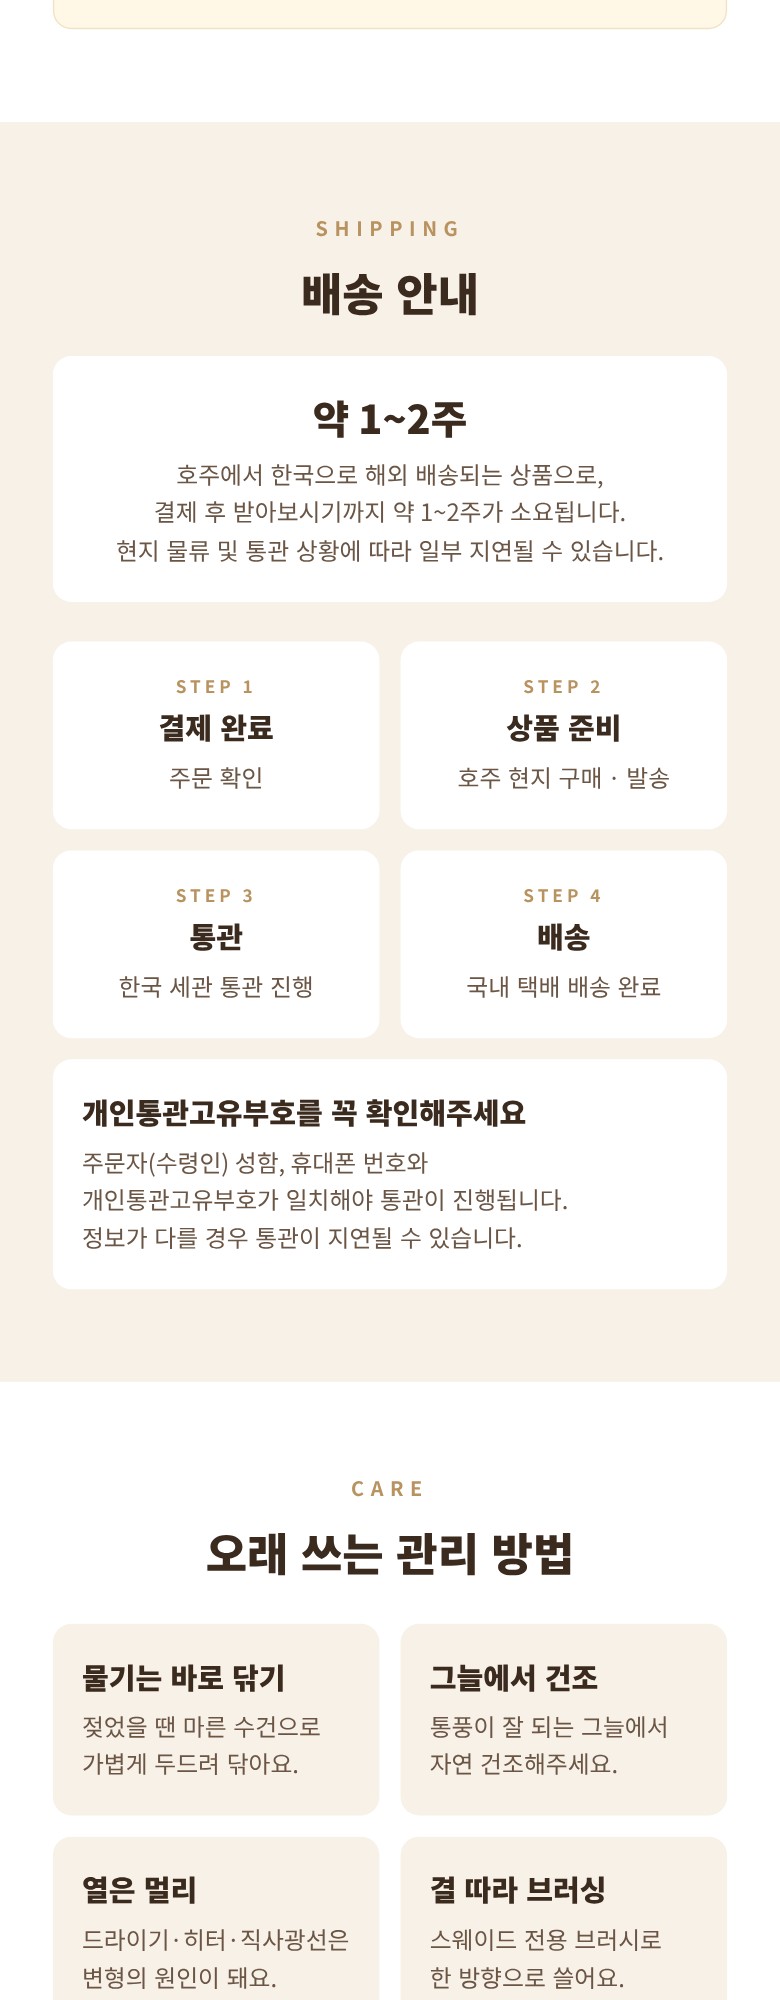 SHIPPING
배송 안내
약 1~2주
호주에서 한국으로 해외 배송되는 상품으로,
결제 후 받아보시기까지 약 1~2주가 소요됩니다.
현지 물류 및 통관 상황에 따라 일부 지연될 수 있습니다.
STEP 1
결제 완료
주문 확인
STEP 2
상품 준비
호주 현지 구매 · 발송
STEP 3
통관
한국 세관 통관 진행
STEP 4
배송
국내 택배 배송 완료
개인통관고유부호를 꼭 확인해주세요
주문자(수령인) 성함, 휴대폰 번호와
개인통관고유부호가 일치해야 통관이 진행됩니다.
정보가 다를 경우 통관이 지연될 수 있습니다.
CARE
오래 쓰는 관리 방법
물기는 바로 닦기
젖었을 땐 마른 수건으로
가볍게 두드려 닦아요.
그늘에서 건조
통풍이 잘 되는 그늘에서
자연 건조해주세요.
열은 멀리
드라이기·히터·직사광선은
변형의 원인이 돼요.
결 따라 브러싱
스웨이드 전용 브러시로
한 방향으로 쓸어요.